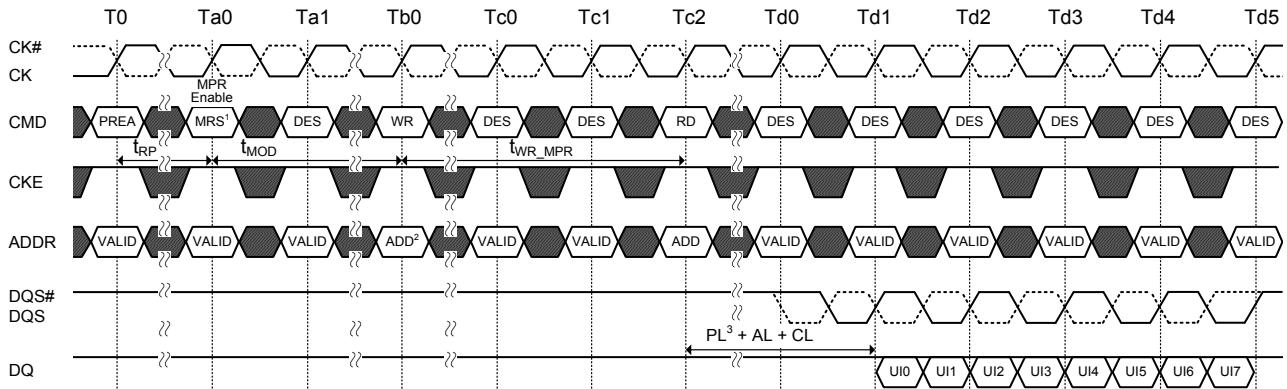 T0 Ta0 Ta1 Tb0 Tc0 Tc1 Tc2 Td0 Td1 Td2 Td3 Td4 Td5
CK#
CK
MPR
Enable
CMD PREA MRS¹ DES WR DES DES RD DES DES DES DES DES DES
tRP tMOD tWR_MPR
CKE
ADDR VALID VALID VALID ADD² VALID VALID ADD VALID VALID VALID VALID VALID VALID
DQS#
DQS
PL³ + AL + CL
DQ UI0 UI1 UI2 UI3 UI4 UI5 UI6 UI7